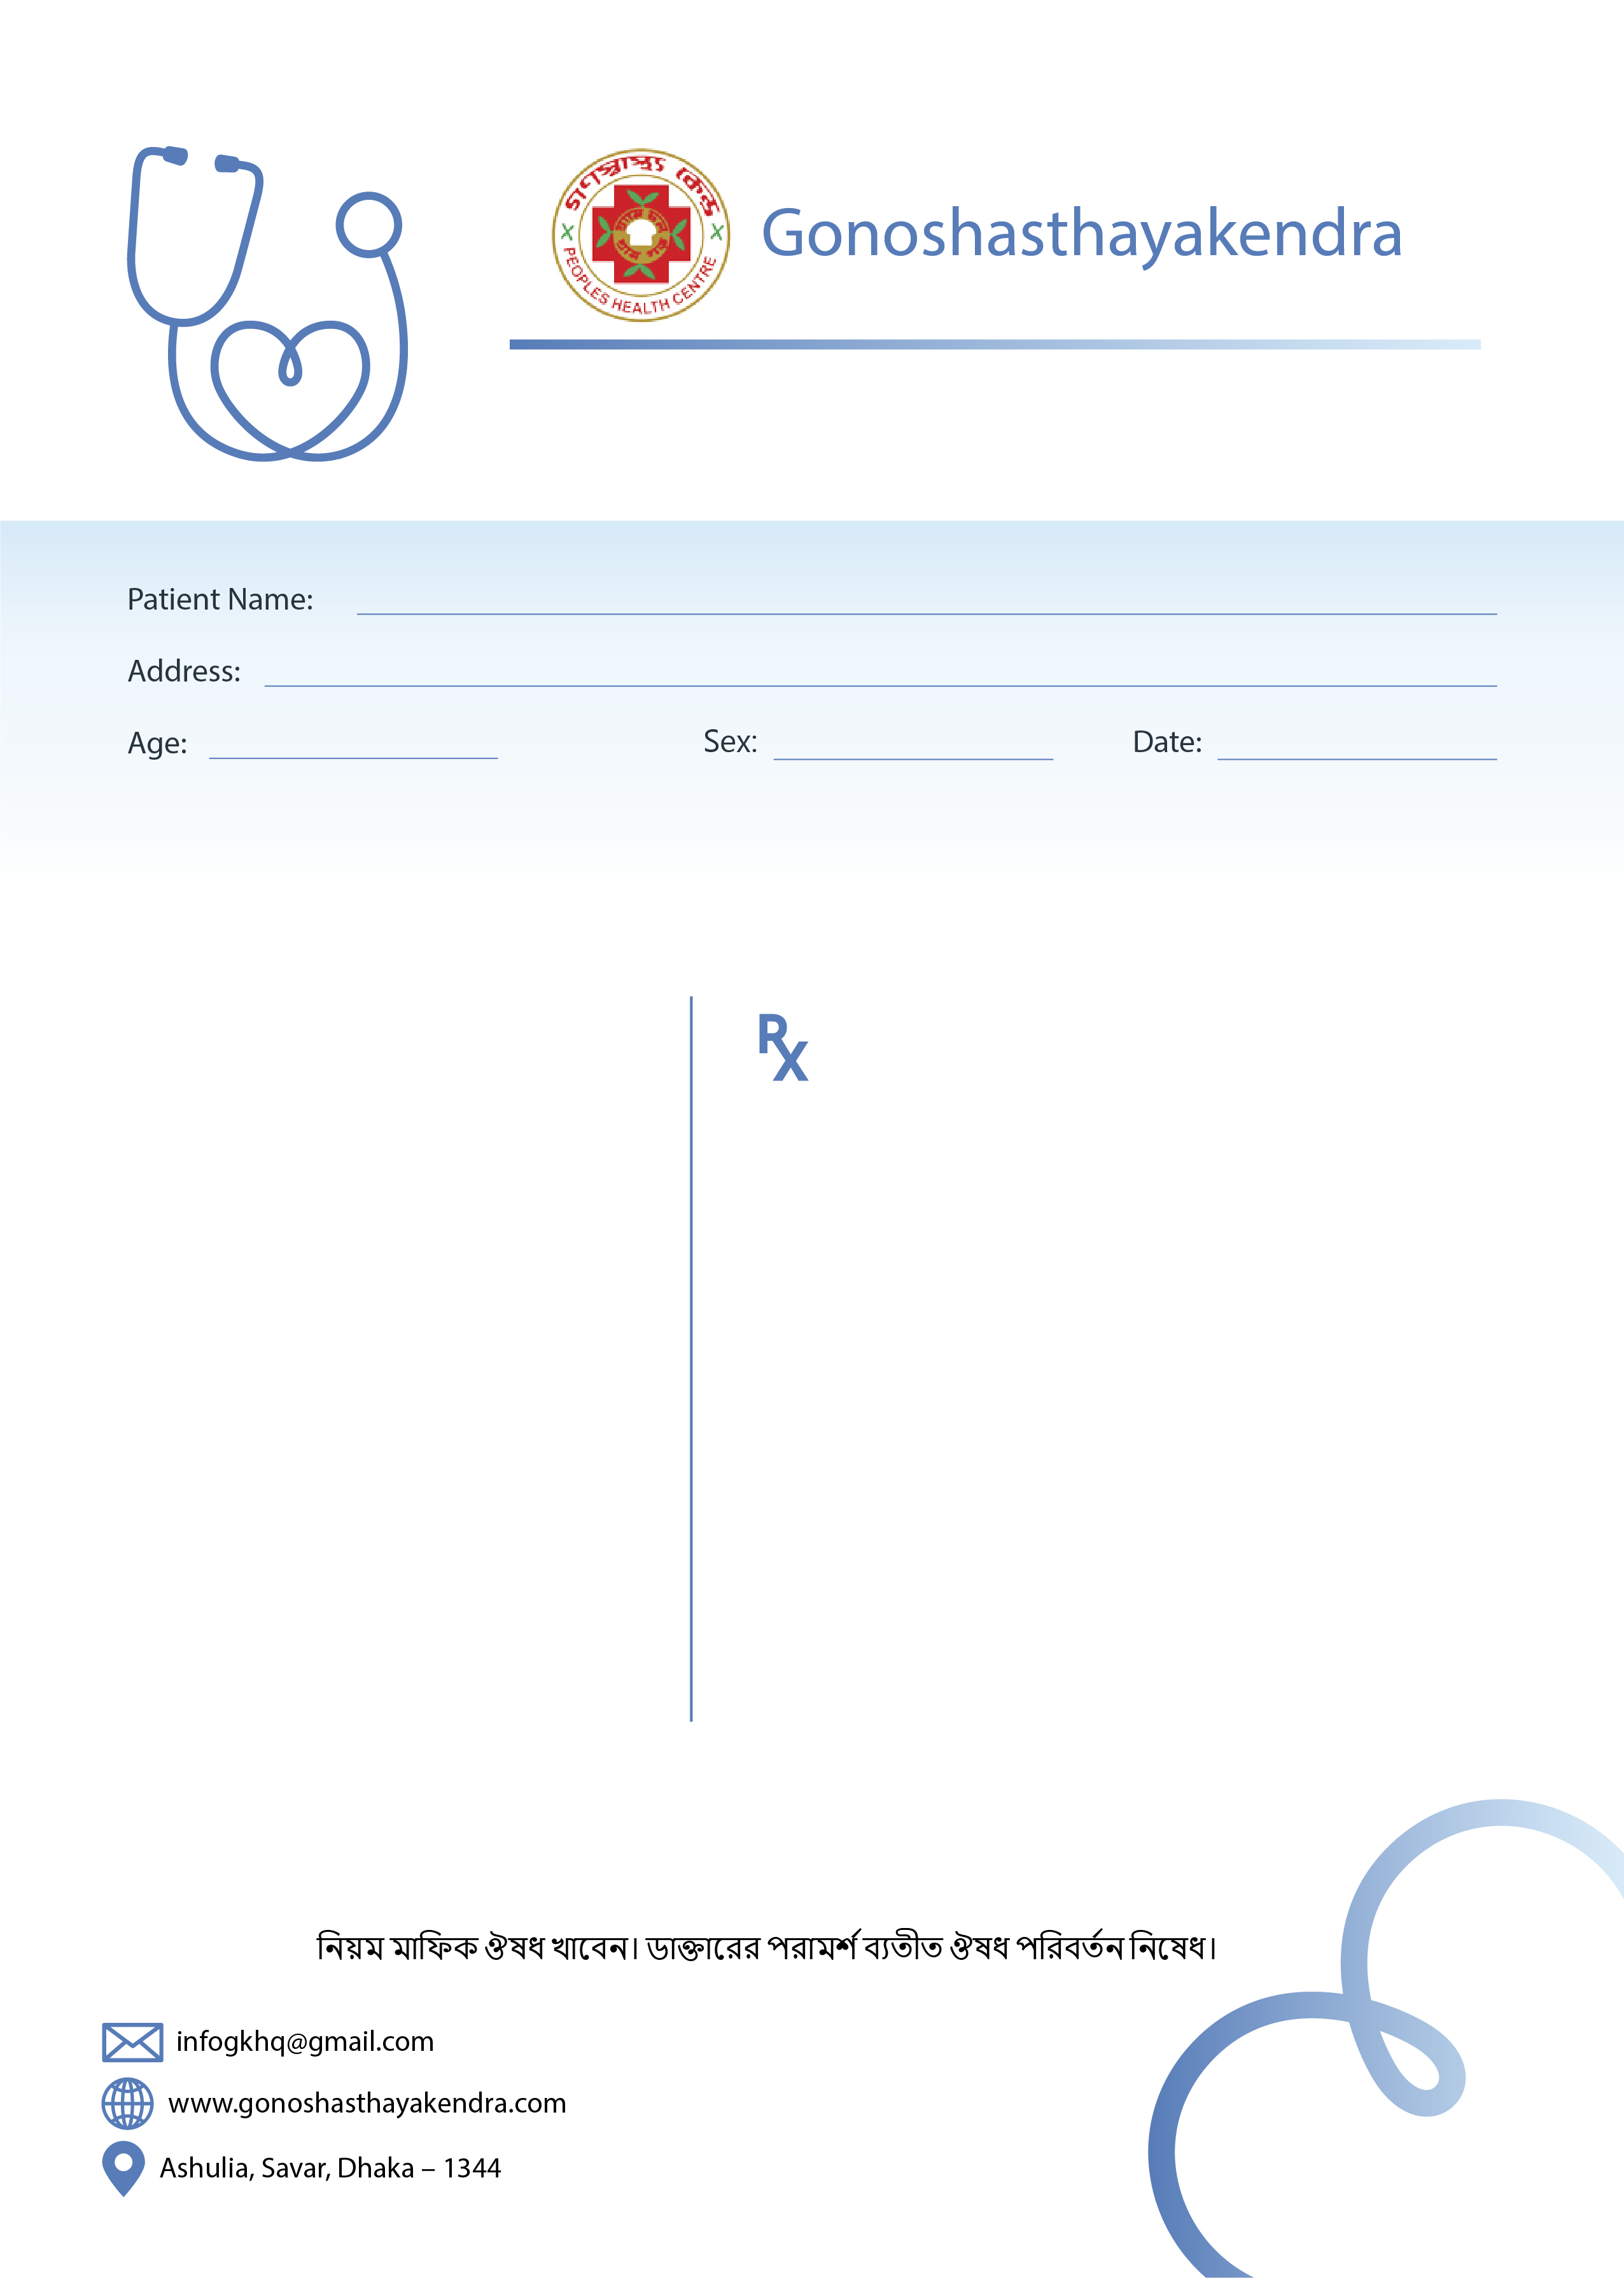 গণস্বাস্থ্য কেন্দ্র
PEOPLES HEALTH CENTRE
Gonoshasthayakendra
Patient Name:
Address:
Age: Sex: Date:
Rx
নিয়ম মাফিক ঔষধ খাবেন। ডাক্তারের পরামর্শ ব্যতীত ঔষধ পরিবর্তন নিষেধ।
infogkhq@gmail.com
www.gonoshasthayakendra.com
Ashulia, Savar, Dhaka – 1344